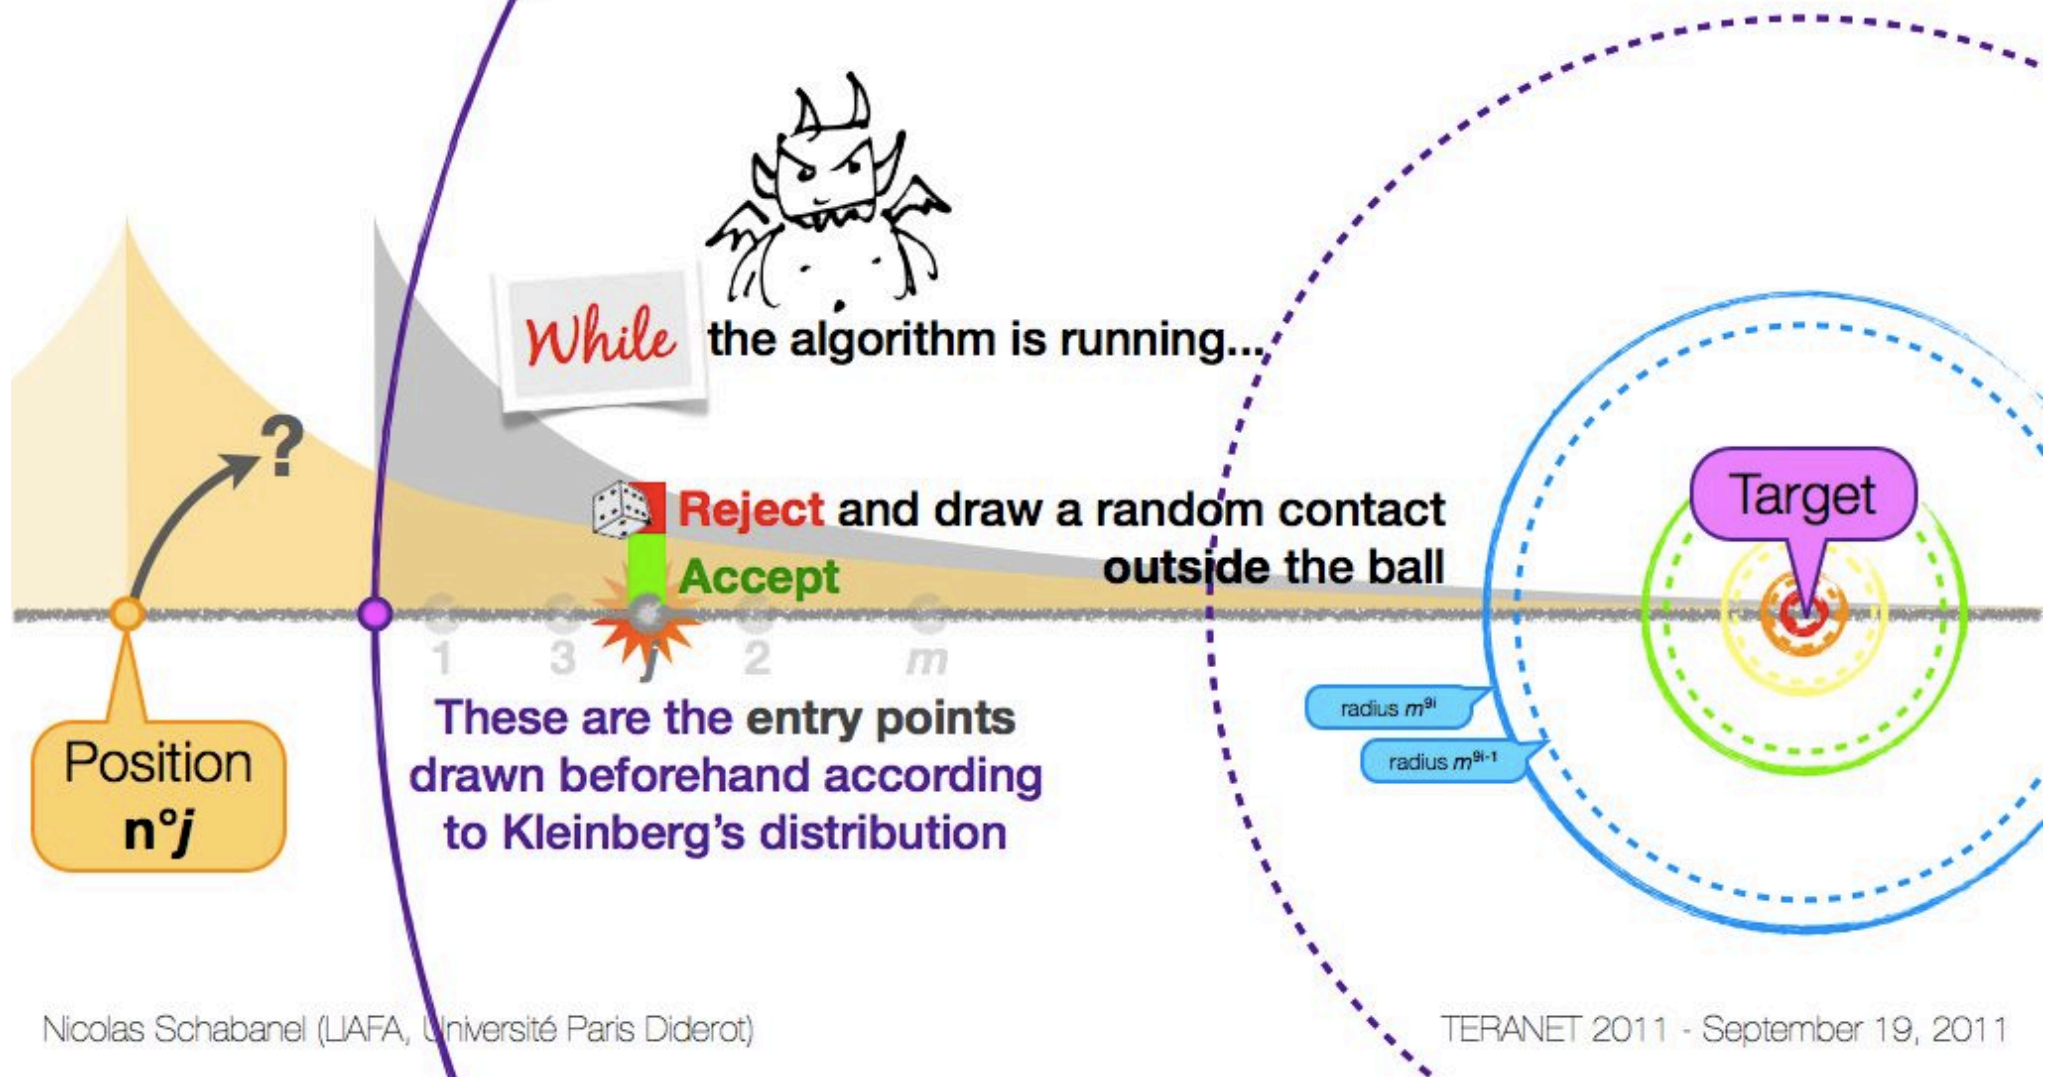 While the algorithm is running...
?
Reject and draw a random contact
outside the ball
Accept
Target
1 3 j 2 m
radius m⁹ⁱ
radius m⁹ⁱ⁻¹
These are the entry points
drawn beforehand according
to Kleinberg's distribution
Position
n°j
Nicolas Schabanel (LIAFA, Université Paris Diderot)
TERANET 2011 - September 19, 2011